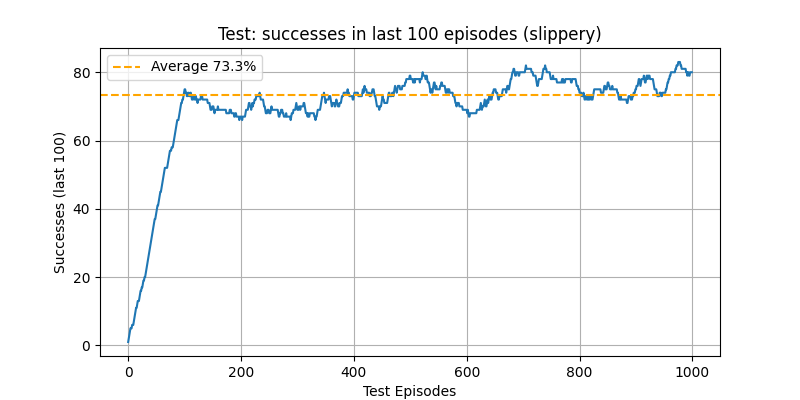 Test: successes in last 100 episodes (slippery)
Average 73.3%
Successes (last 100)
80
60
40
20
0
0 200 400 600 800 1000
Test Episodes